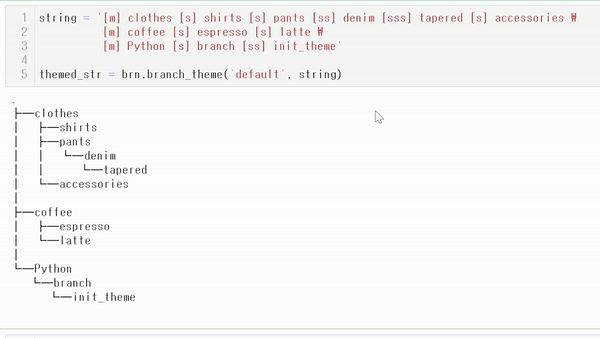 1 string = '[m] clothes [s] shirts [s] pants [ss] denim [sss] tapered [s] accessories ₩
2 [m] coffee [s] espresso [s] latte ₩
3 [m] Python [s] branch [ss] init_theme'
4
5 themed_str = brn.branch_theme('default', string)
.
├──clothes
│   ├──shirts
│   ├──pants
│   │   └──denim
│   │      └──tapered
│   └──accessories
│
├──coffee
│   ├──espresso
│   └──latte
│
└──Python
   └──branch
      └──init_theme